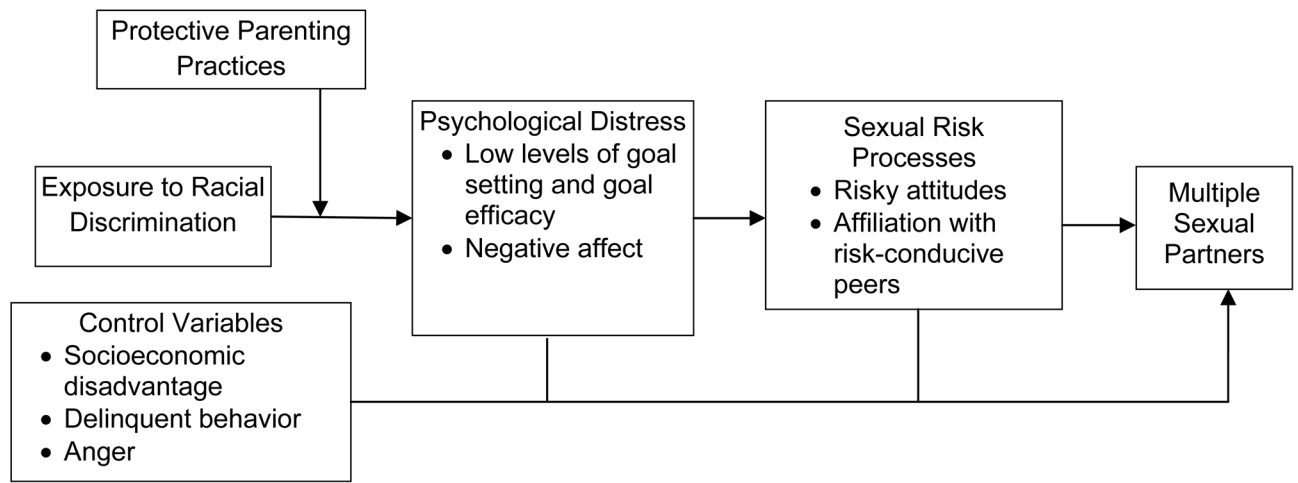 Protective Parenting
Practices
Exposure to Racial
Discrimination
Psychological Distress
• Low levels of goal
setting and goal
efficacy
• Negative affect
Sexual Risk
Processes
• Risky attitudes
• Affiliation with
risk-conducive
peers
Multiple
Sexual
Partners
Control Variables
• Socioeconomic
disadvantage
• Delinquent behavior
• Anger